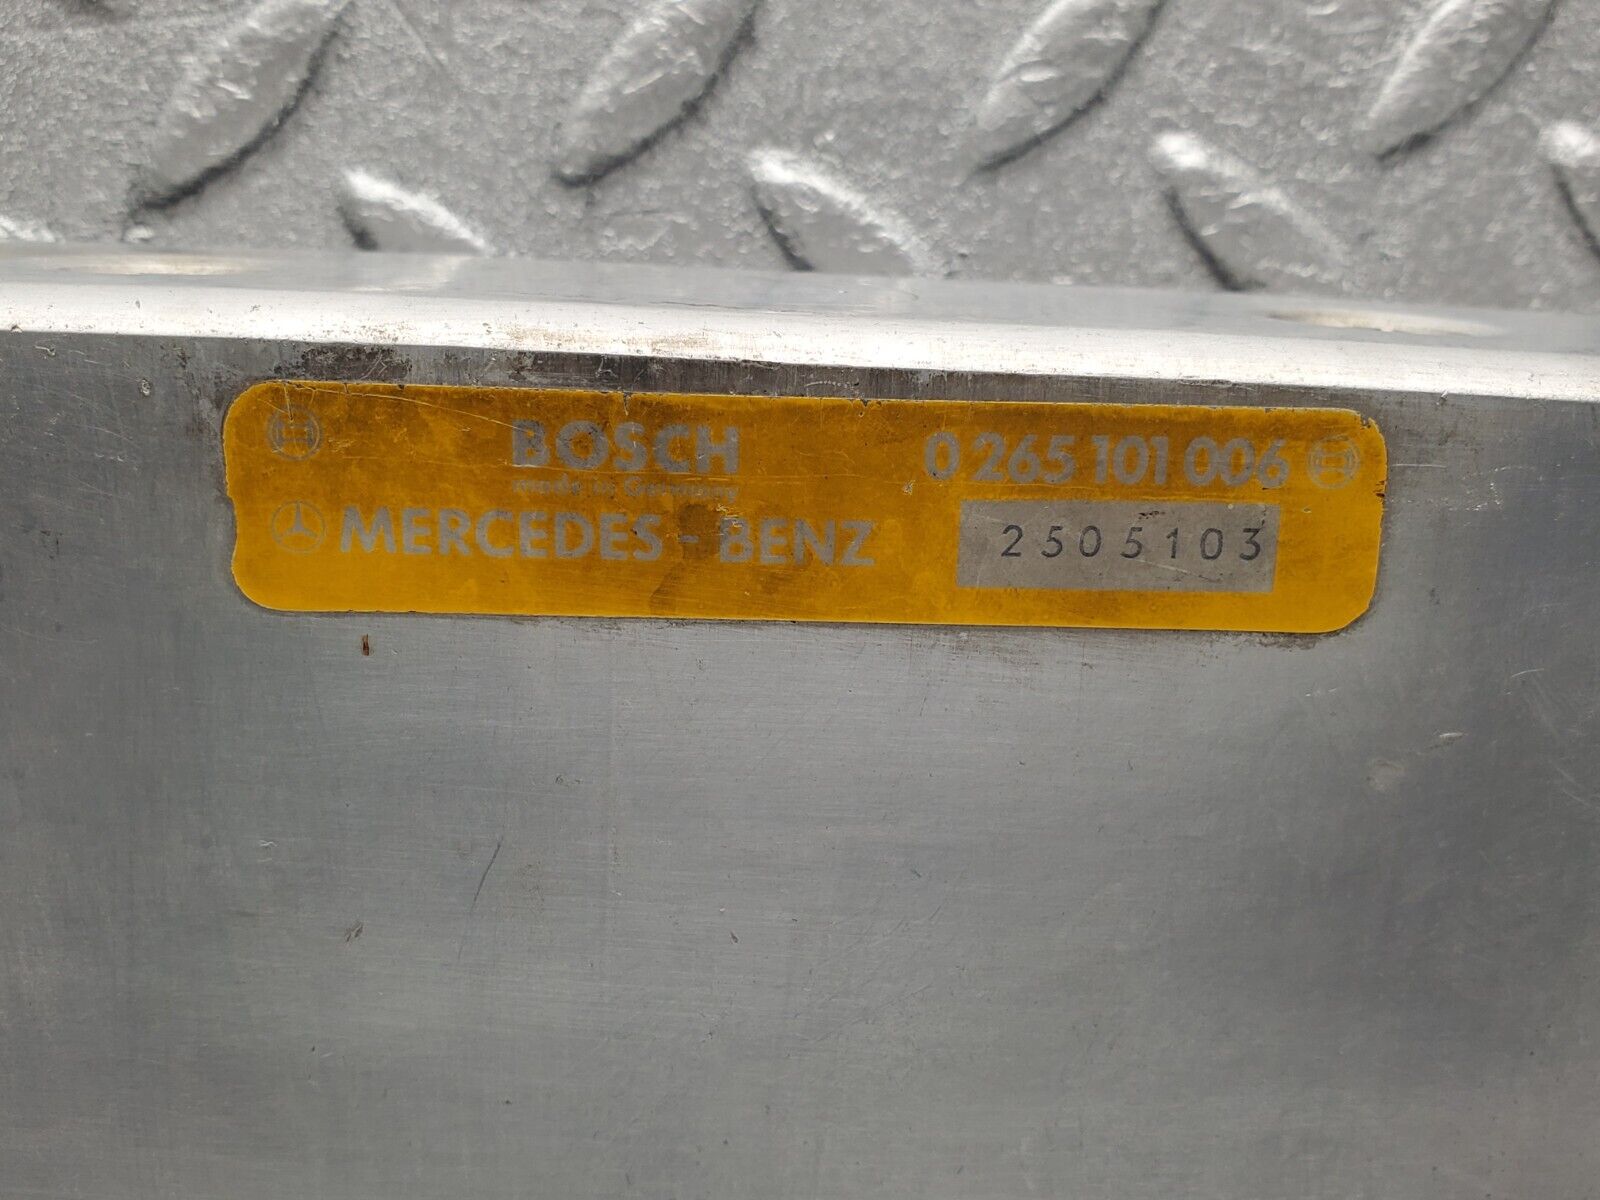 BOSCH 0 265 101 006
made in Germany
MERCEDES - BENZ 2505103